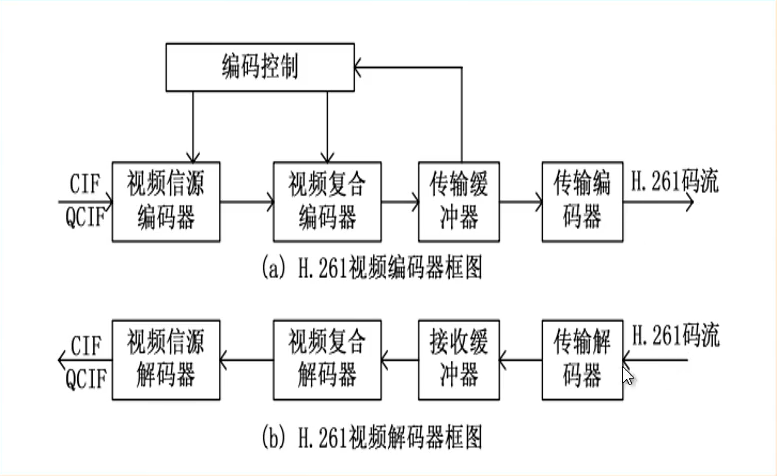 编码控制
CIF
QCIF
视频信源
编码器
视频复合
编码器
传输缓
冲器
传输编
码器
H.261码流
(a) H.261视频编码器框图
CIF
QCIF
视频信源
解码器
视频复合
解码器
接收缓
冲器
传输解
码器
H.261码流
(b) H.261视频解码器框图